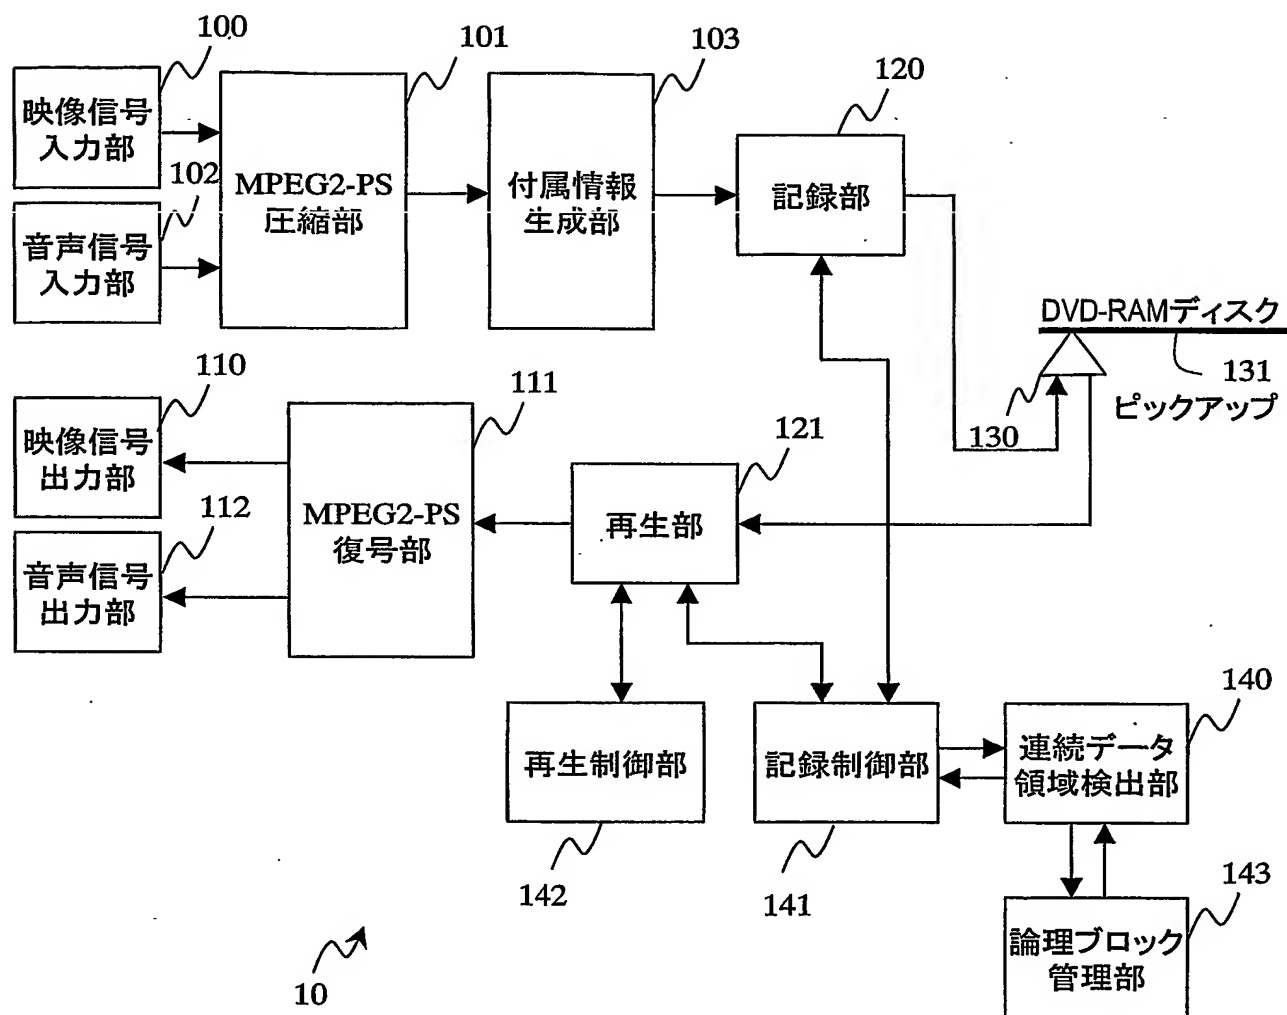 100
101
103
120
映像信号
入力部
102
音声信号
入力部
MPEG2-PS
圧縮部
付属情報
生成部
記録部
DVD-RAMディスク
131
ピックアップ
130
110
111
121
映像信号
出力部
112
音声信号
出力部
MPEG2-PS
復号部
再生部
140
再生制御部
記録制御部
連続データ
領域検出部
142
141
143
論理ブロック
管理部
10